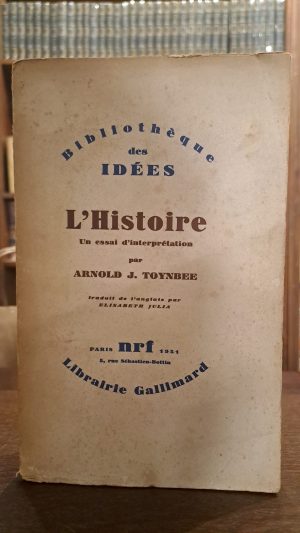 Bibliothèque
des
IDÉES
L'Histoire
Un essai d'interprétation
par
ARNOLD J. TOYNBEE
traduit de l'anglais par
ELISABETH JULIA
PARIS nrf 1951
5, rue Sébastien-Bottin
Librairie Gallimard